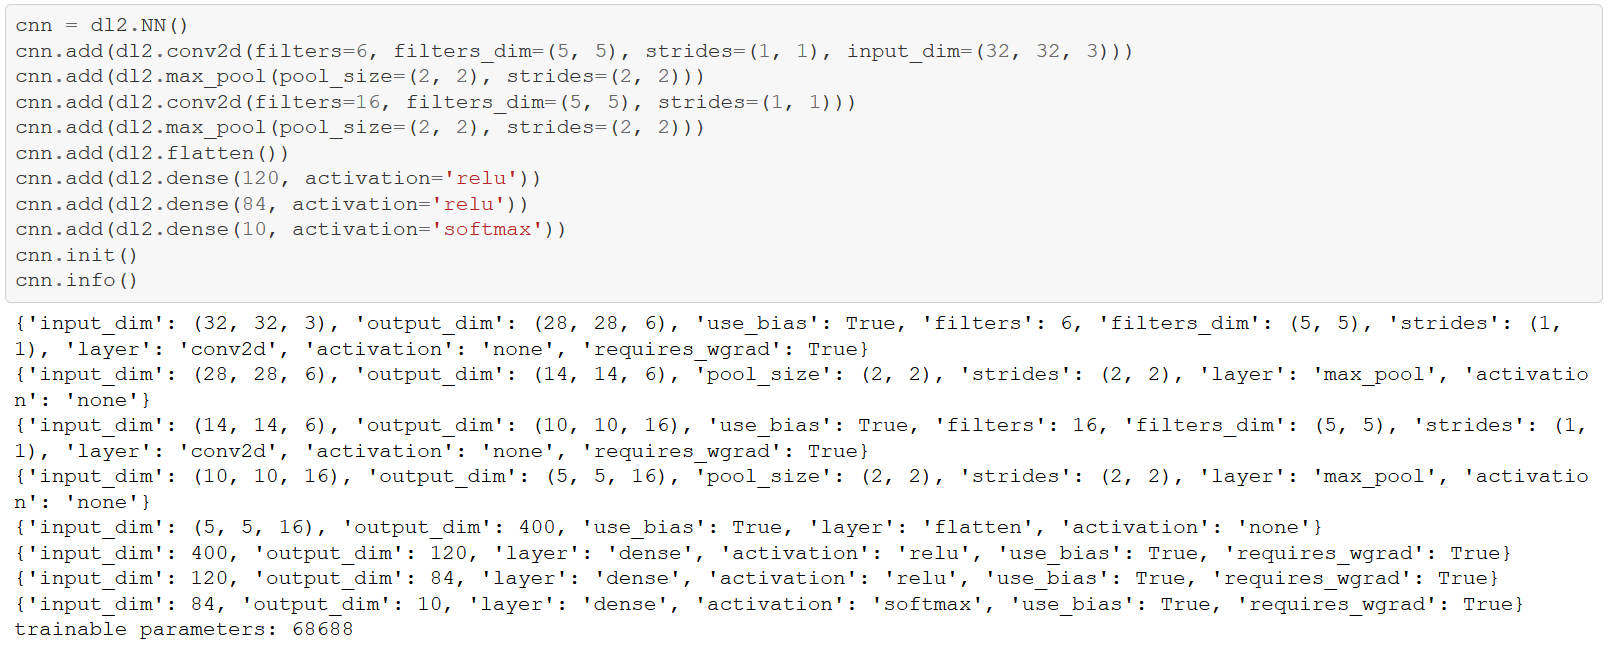 cnn = dl2.NN()
cnn.add(dl2.conv2d(filters=6, filters_dim=(5, 5), strides=(1, 1), input_dim=(32, 32, 3)))
cnn.add(dl2.max_pool(pool_size=(2, 2), strides=(2, 2)))
cnn.add(dl2.conv2d(filters=16, filters_dim=(5, 5), strides=(1, 1)))
cnn.add(dl2.max_pool(pool_size=(2, 2), strides=(2, 2)))
cnn.add(dl2.flatten())
cnn.add(dl2.dense(120, activation='relu'))
cnn.add(dl2.dense(84, activation='relu'))
cnn.add(dl2.dense(10, activation='softmax'))
cnn.init()
cnn.info()
{'input_dim': (32, 32, 3), 'output_dim': (28, 28, 6), 'use_bias': True, 'filters': 6, 'filters_dim': (5, 5), 'strides': (1,
1), 'layer': 'conv2d', 'activation': 'none', 'requires_wgrad': True}
{'input_dim': (28, 28, 6), 'output_dim': (14, 14, 6), 'pool_size': (2, 2), 'strides': (2, 2), 'layer': 'max_pool', 'activatio
n': 'none'}
{'input_dim': (14, 14, 6), 'output_dim': (10, 10, 16), 'use_bias': True, 'filters': 16, 'filters_dim': (5, 5), 'strides': (1,
1), 'layer': 'conv2d', 'activation': 'none', 'requires_wgrad': True}
{'input_dim': (10, 10, 16), 'output_dim': (5, 5, 16), 'pool_size': (2, 2), 'strides': (2, 2), 'layer': 'max_pool', 'activatio
n': 'none'}
{'input_dim': (5, 5, 16), 'output_dim': 400, 'use_bias': True, 'layer': 'flatten', 'activation': 'none'}
{'input_dim': 400, 'output_dim': 120, 'layer': 'dense', 'activation': 'relu', 'use_bias': True, 'requires_wgrad': True}
{'input_dim': 120, 'output_dim': 84, 'layer': 'dense', 'activation': 'relu', 'use_bias': True, 'requires_wgrad': True}
{'input_dim': 84, 'output_dim': 10, 'layer': 'dense', 'activation': 'softmax', 'use_bias': True, 'requires_wgrad': True}
trainable parameters: 68688